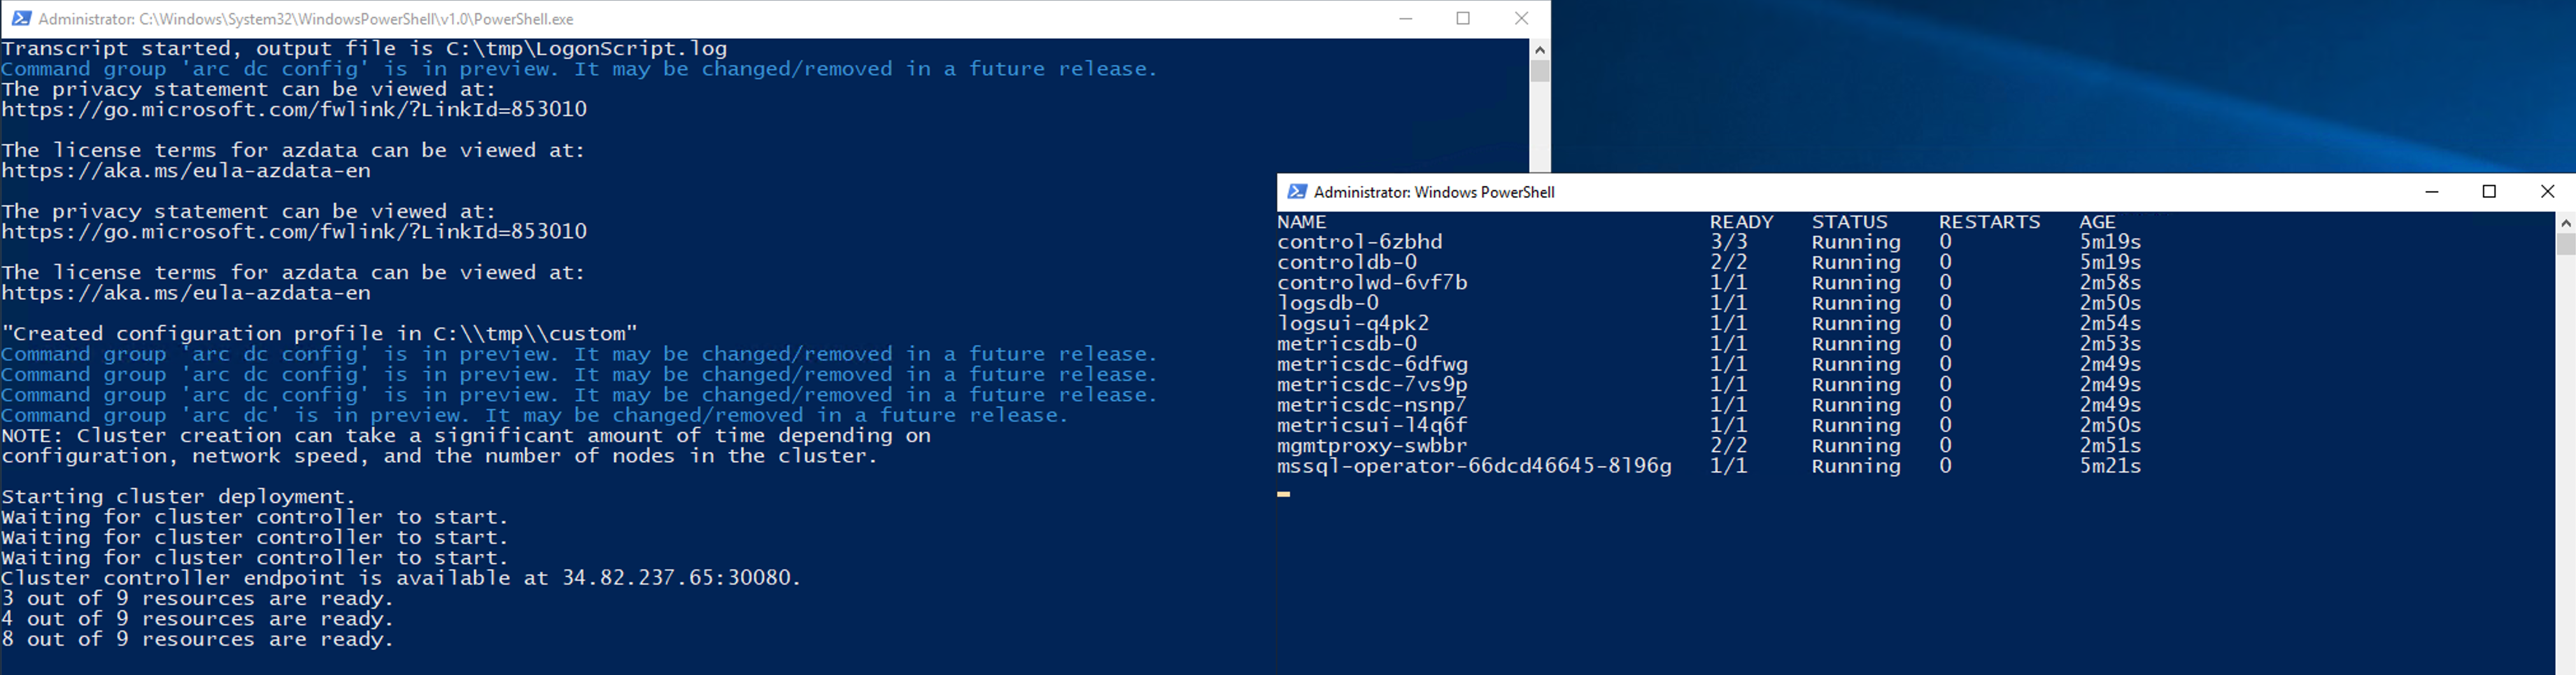 Administrator: C:\Windows\System32\WindowsPowerShell\v1.0\PowerShell.exe
Transcript started, output file is C:\tmp\LogonScript.log
Command group 'arc dc config' is in preview. It may be changed/removed in a future release.
The privacy statement can be viewed at:
https://go.microsoft.com/fwlink/?LinkId=853010
The license terms for azdata can be viewed at:
https://aka.ms/eula-azdata-en
The privacy statement can be viewed at:
https://go.microsoft.com/fwlink/?LinkId=853010
The license terms for azdata can be viewed at:
https://aka.ms/eula-azdata-en
"Created configuration profile in C:\\tmp\\custom"
Command group 'arc dc config' is in preview. It may be changed/removed in a future release.
Command group 'arc dc config' is in preview. It may be changed/removed in a future release.
Command group 'arc dc config' is in preview. It may be changed/removed in a future release.
Command group 'arc dc' is in preview. It may be changed/removed in a future release.
NOTE: Cluster creation can take a significant amount of time depending on
configuration, network speed, and the number of nodes in the cluster.
Starting cluster deployment.
Waiting for cluster controller to start.
Waiting for cluster controller to start.
Waiting for cluster controller to start.
Cluster controller endpoint is available at 34.82.237.65:30080.
3 out of 9 resources are ready.
4 out of 9 resources are ready.
8 out of 9 resources are ready.
Administrator: Windows PowerShell
NAME READY STATUS RESTARTS AGE
control-6zbhd 3/3 Running 0 5m19s
controldb-0 2/2 Running 0 5m19s
controlwd-6vf7b 1/1 Running 0 2m58s
logsdb-0 1/1 Running 0 2m50s
logsui-q4pk2 1/1 Running 0 2m54s
metricsdb-0 1/1 Running 0 2m53s
metricsdc-6dfwg 1/1 Running 0 2m49s
metricsdc-7vs9p 1/1 Running 0 2m49s
metricsdc-nsnp7 1/1 Running 0 2m49s
metricsui-l4q6f 1/1 Running 0 2m50s
mgmtproxy-swbbr 2/2 Running 0 2m51s
mssql-operator-66dcd46645-8l96g 1/1 Running 0 5m21s